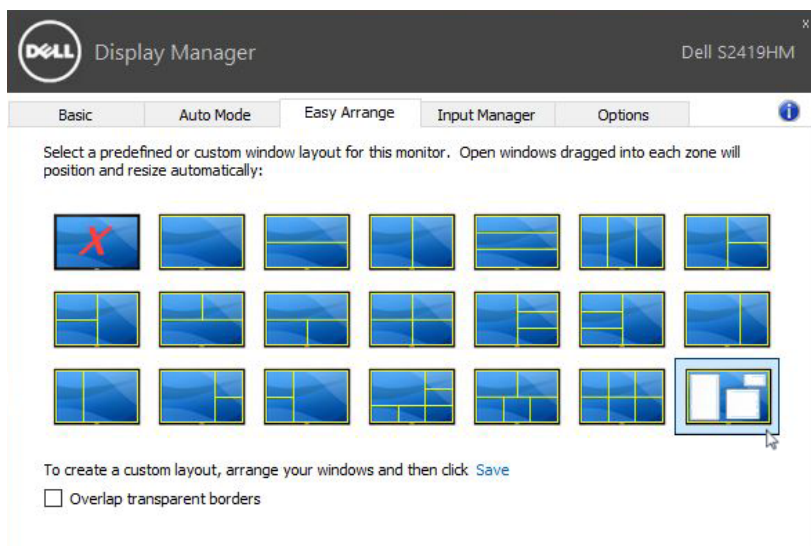 x
DELL
Display Manager
Dell S2419HM
Basic
Auto Mode
Easy Arrange
Input Manager
Options
i
Select a predefined or custom window layout for this monitor. Open windows dragged into each zone will
position and resize automatically:
X
To create a custom layout, arrange your windows and then click Save
Overlap transparent borders